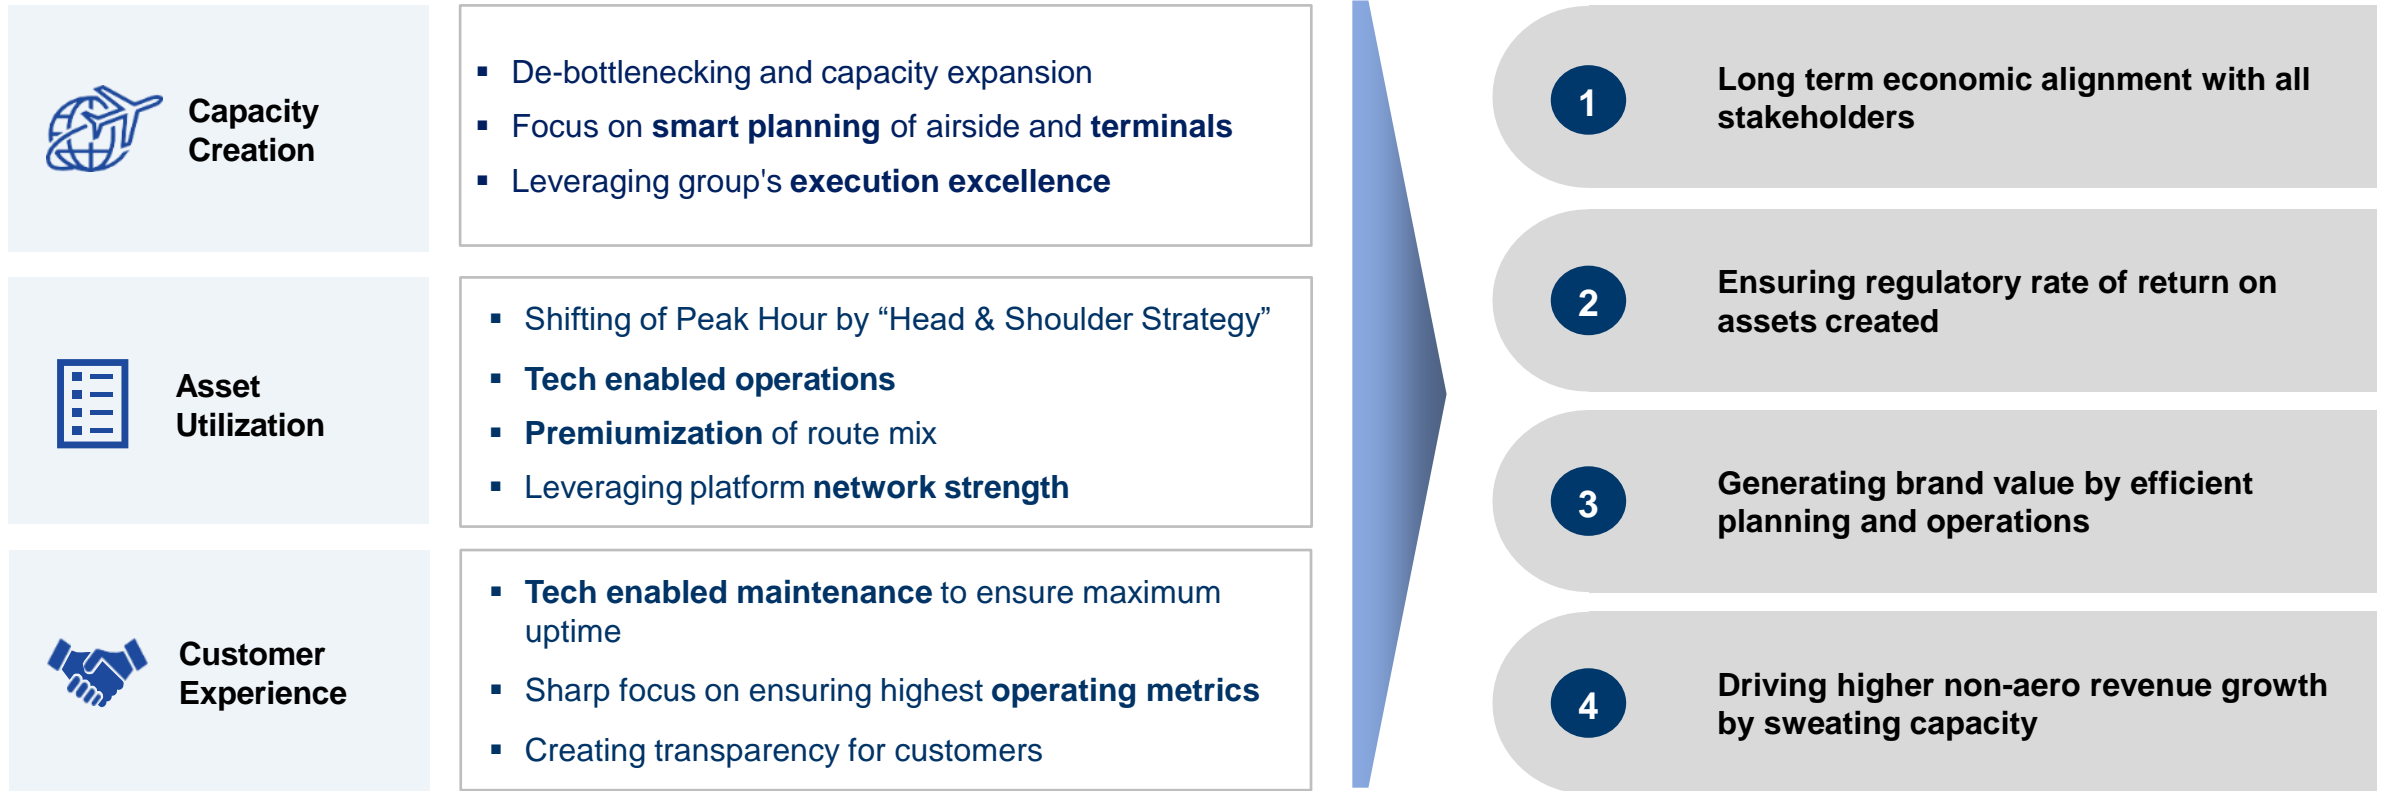 Capacity
Creation
▪ De-bottlenecking and capacity expansion
▪ Focus on smart planning of airside and terminals
▪ Leveraging group's execution excellence
Asset
Utilization
▪ Shifting of Peak Hour by “Head & Shoulder Strategy”
▪ Tech enabled operations
▪ Premiumization of route mix
▪ Leveraging platform network strength
Customer
Experience
▪ Tech enabled maintenance to ensure maximum
uptime
▪ Sharp focus on ensuring highest operating metrics
▪ Creating transparency for customers
1
Long term economic alignment with all
stakeholders
2
Ensuring regulatory rate of return on
assets created
3
Generating brand value by efficient
planning and operations
4
Driving higher non-aero revenue growth
by sweating capacity